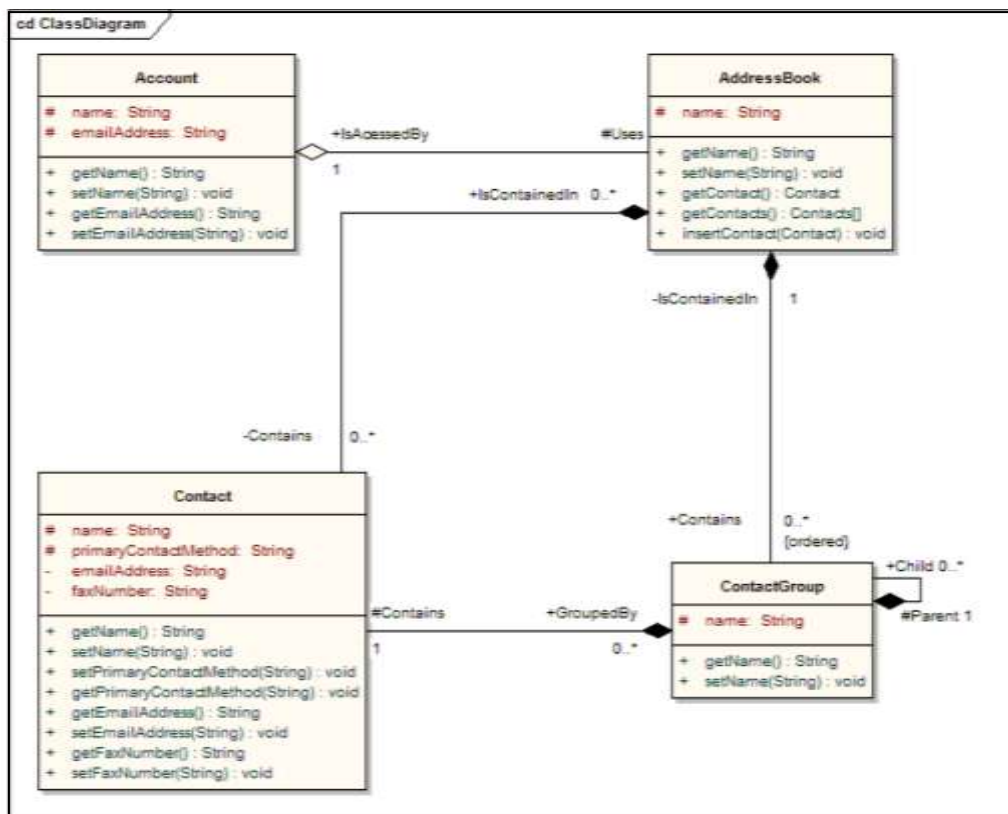 cd ClassDiagram
Account
# name: String
# emailAddress: String
+ getName() : String
+ setName(String) : void
+ getEmailAddress() : String
+ setEmailAddress(String) : void
+IsAcessedBy
1
#Uses
AddressBook
# name: String
+ getName() : String
+ setName(String) : void
+ getContact() : Contact
+ getContacts() : Contacts[]
+ insertContact(Contact) : void
+IsContainedIn 0..*
-IsContainedIn 1
-Contains 0..*
Contact
# name: String
# primaryContactMethod: String
- emailAddress: String
- faxNumber: String
+ getName() : String
+ setName(String) : void
+ setPrimaryContactMethod(String) : void
+ getPrimaryContactMethod(String) : void
+ getEmailAddress() : String
+ setEmailAddress(String) : void
+ getFaxNumber() : String
+ setFaxNumber(String) : void
#Contains
1
+GroupedBy
0..*
+Contains 0..*
{ordered}
+Child 0..*
#Parent 1
ContactGroup
# name: String
+ getName() : String
+ setName(String) : void